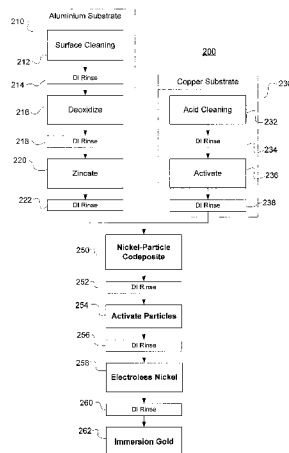 Aluminium Substrate
210
Surface Cleaning
212
200
DI Rinse
214
Copper Substrate
230
Deoxidize
216
Acid Cleaning
232
DI Rinse
218
DI Rinse
234
Zincate
220
Activate
236
DI Rinse
222
DI Rinse
238
Nickel-Particle
Codeposite
250
DI Rinse
252
Activate Particles
254
DI Rinse
256
Electroless Nickel
258
DI Rinse
260
Immersion Gold
262